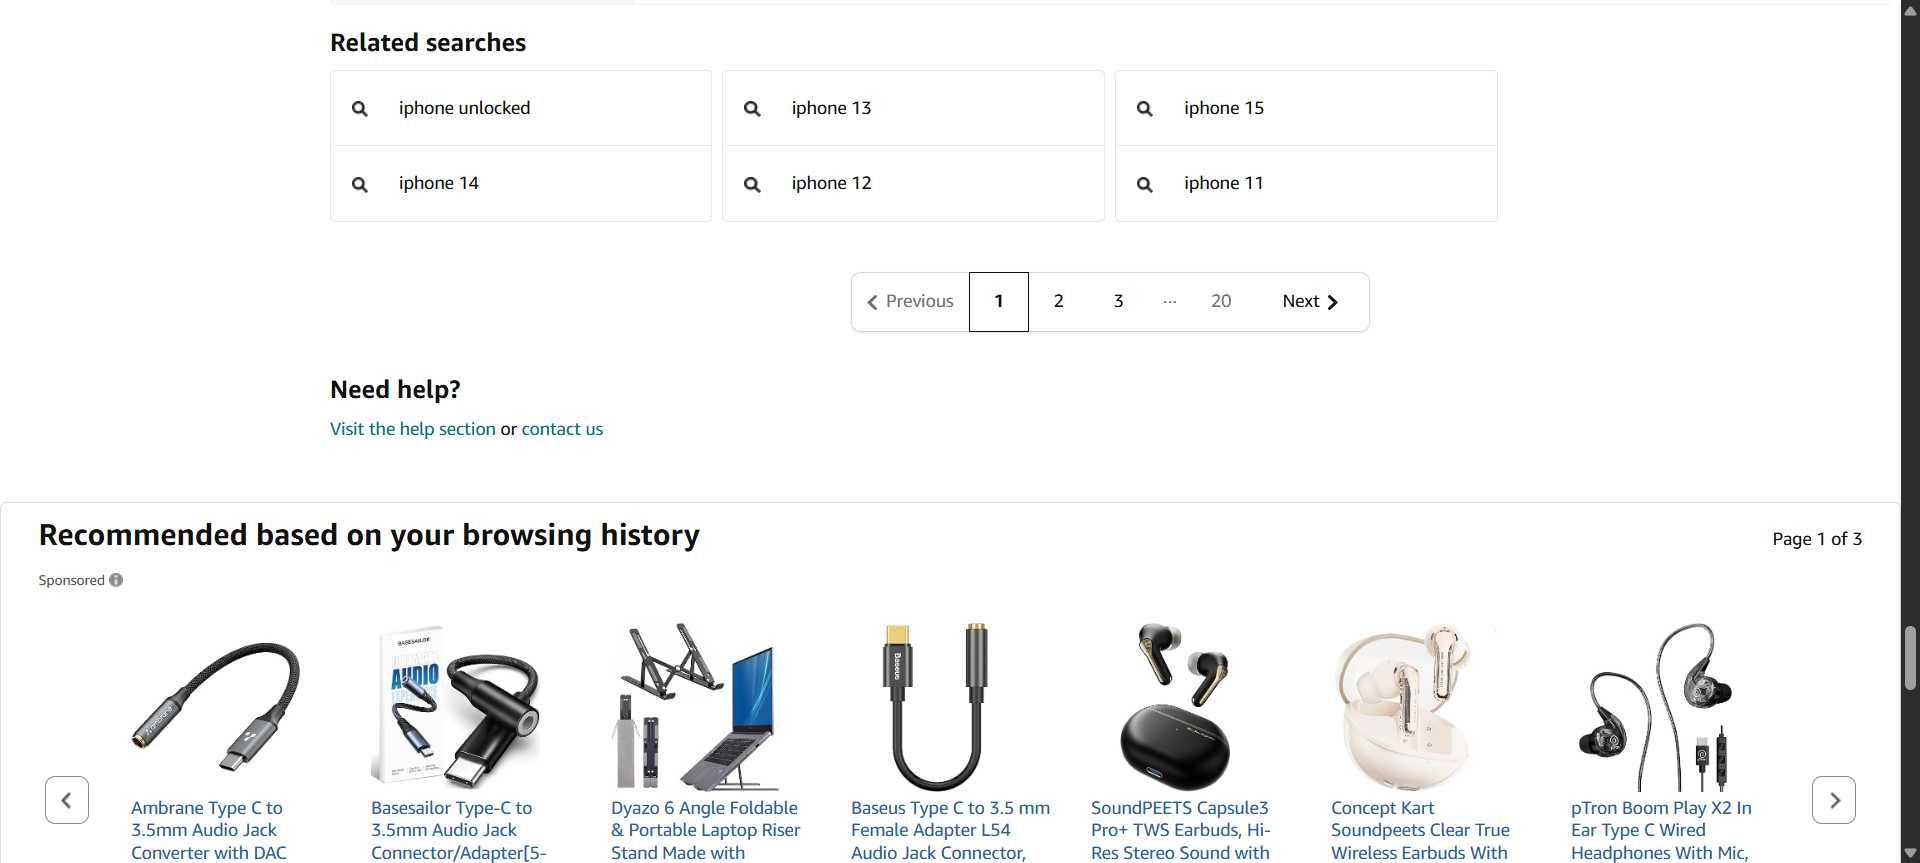 Related searches
iphone unlocked
iphone 13
iphone 15
iphone 14
iphone 12
iphone 11
Previous 1 2 3 ... 20 Next
Need help?
Visit the help section or contact us
Recommended based on your browsing history
Page 1 of 3
Sponsored
BASESAILOR
AUDIO
Baseus
Ambrane Type C to
3.5mm Audio Jack
Converter with DAC
Basesailor Type-C to
3.5mm Audio Jack
Connector/Adapter[5-
Dyazo 6 Angle Foldable
& Portable Laptop Riser
Stand Made with
Baseus Type C to 3.5 mm
Female Adapter L54
Audio Jack Connector,
SoundPEETS Capsule3
Pro+ TWS Earbuds, Hi-
Res Stereo Sound with
Concept Kart
Soundpeets Clear True
Wireless Earbuds With
pTron Boom Play X2 In
Ear Type C Wired
Headphones With Mic,